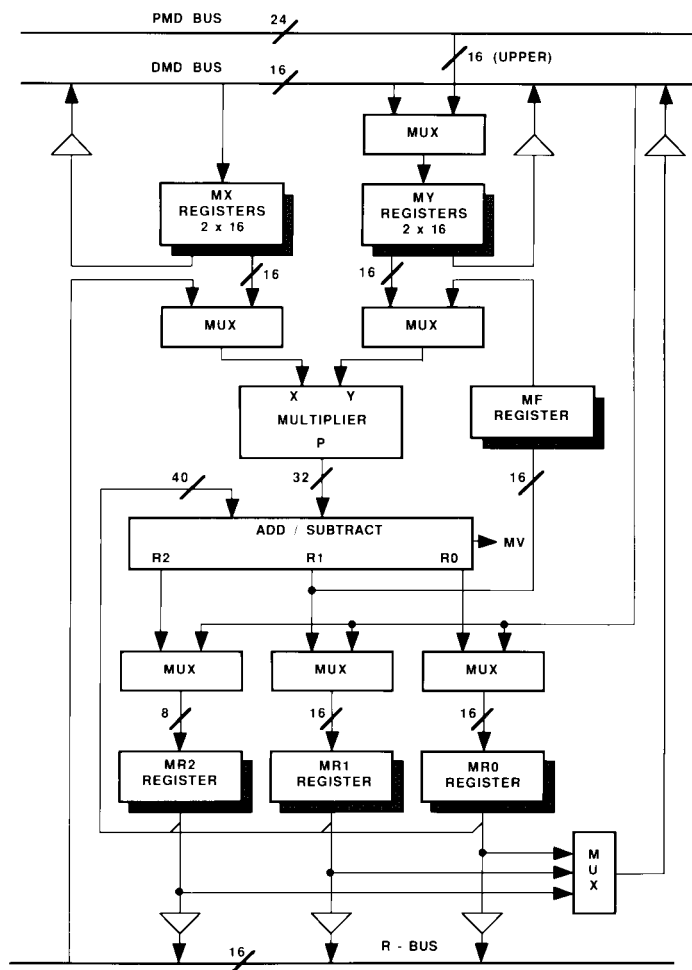 PMD BUS 24
16 (UPPER)
DMD BUS 16
MUX
MX REGISTERS 2 x 16
MY REGISTERS 2 x 16
16
16
MUX
MUX
X Y
MULTIPLIER
P
MF REGISTER
40
32
16
ADD / SUBTRACT
R2 R1 R0
MV
MUX
MUX
MUX
8
16
16
MR2 REGISTER
MR1 REGISTER
MR0 REGISTER
MUX
R - BUS
16